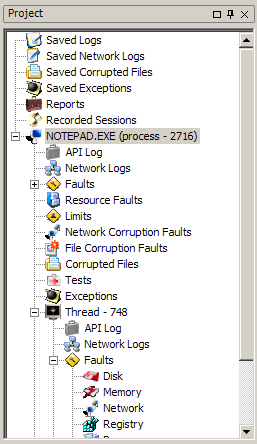 Project
Saved Logs
Saved Network Logs
Saved Corrupted Files
Saved Exceptions
Reports
Recorded Sessions
NOTEPAD.EXE (process - 2716)
API Log
Network Logs
Faults
Resource Faults
Limits
Network Corruption Faults
File Corruption Faults
Corrupted Files
Tests
Exceptions
Thread - 748
API Log
Network Logs
Faults
Disk
Memory
Network
Registry